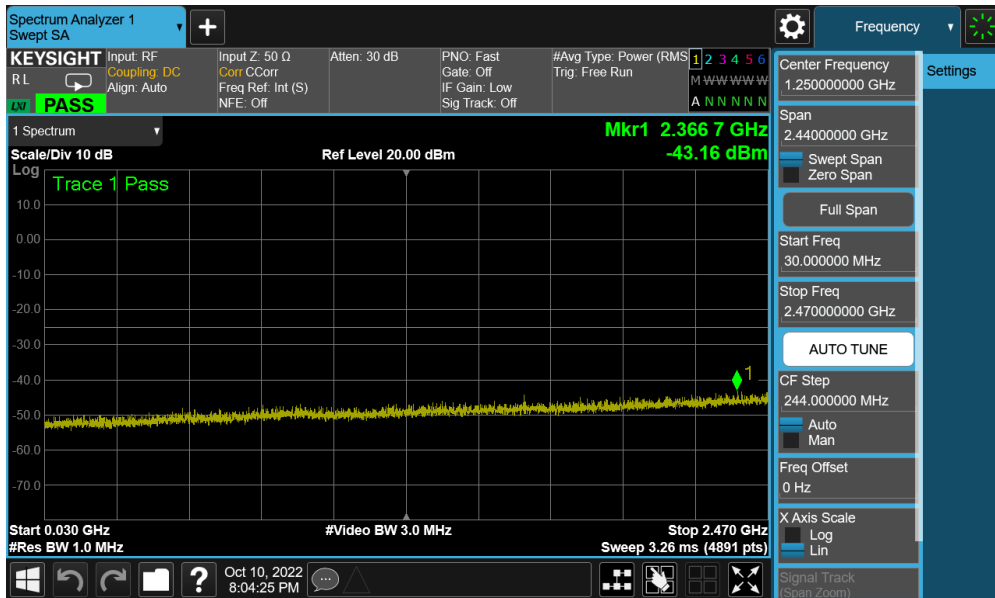 Spectrum Analyzer 1
Swept SA
Frequency
KEYSIGHT
R L
LXI
PASS
Input: RF
Coupling: DC
Align: Auto
Input Z: 50 Ω
Corr CCorr
Freq Ref: Int (S)
NFE: Off
Atten: 30 dB
PNO: Fast
Gate: Off
IF Gain: Low
Sig Track: Off
#Avg Type: Power (RMS
Trig: Free Run
1 2 3 4 5 6
M W W W W W
A N N N N N
1 Spectrum
Scale/Div 10 dB
Ref Level 20.00 dBm
Mkr1 2.366 7 GHz
-43.16 dBm
Log
Trace 1 Pass
10.0
0.00
-10.0
-20.0
-30.0
-40.0
-50.0
-60.0
-70.0
1
Start 0.030 GHz
#Res BW 1.0 MHz
#Video BW 3.0 MHz
Stop 2.470 GHz
Sweep 3.26 ms (4891 pts)
Center Frequency
1.250000000 GHz
Span
2.44000000 GHz
Swept Span
Zero Span
Full Span
Start Freq
30.000000 MHz
Stop Freq
2.470000000 GHz
AUTO TUNE
CF Step
244.000000 MHz
Auto
Man
Freq Offset
0 Hz
X Axis Scale
Log
Lin
Signal Track
(Span Zoom)
Settings
?
Oct 10, 2022
8:04:25 PM